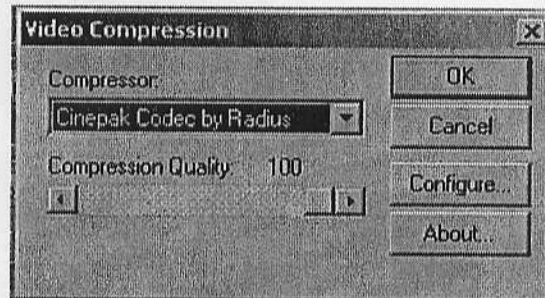 Video Compression
Compressor:
Cinepak Codec by Radius
Compression Quality: 100
OK
Cancel
Configure...
About...